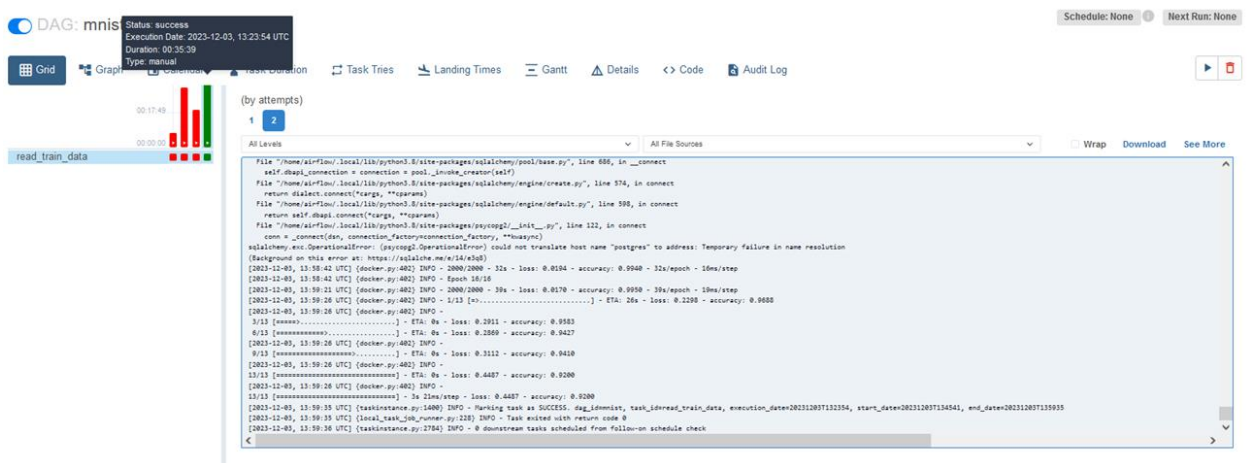 DAG: mnist
Status: success
Execution Date: 2023-12-03, 13:23:54 UTC
Duration: 00:35:39
Type: manual
Schedule: None
Next Run: None
Grid
Graph
Calendar
Task Duration
Task Tries
Landing Times
Gantt
Details
<> Code
Audit Log
00:17:49
00:00:00
read_train_data
(by attempts)
1 2
All Levels
All File Sources
Wrap
Download
See More
File "/home/airflow/.local/lib/python3.8/site-packages/sqlalchemy/pool/base.py", line 686, in __connect
self.dbapi_connection = connection = pool._invoke_creator(self)
File "/home/airflow/.local/lib/python3.8/site-packages/sqlalchemy/engine/create.py", line 574, in connect
return dialect.connect(*cargs, **cparams)
File "/home/airflow/.local/lib/python3.8/site-packages/sqlalchemy/engine/default.py", line 598, in connect
return self.dbapi.connect(*cargs, **cparams)
File "/home/airflow/.local/lib/python3.8/site-packages/psycopg2/__init__.py", line 122, in connect
conn = _connect(dsn, connection_factory=connection_factory, **kwasync)
sqlalchemy.exc.OperationalError: (psycopg2.OperationalError) could not translate host name "postgres" to address: Temporary failure in name resolution
(Background on this error at: https://sqlalche.me/e/14/e3q8)
[2023-12-03, 13:58:42 UTC] {docker.py:402} INFO - 2000/2000 - 32s - loss: 0.0194 - accuracy: 0.9940 - 32s/epoch - 16ms/step
[2023-12-03, 13:58:42 UTC] {docker.py:402} INFO - Epoch 16/16
[2023-12-03, 13:59:21 UTC] {docker.py:402} INFO - 2000/2000 - 39s - loss: 0.0170 - accuracy: 0.9950 - 39s/epoch - 19ms/step
[2023-12-03, 13:59:26 UTC] {docker.py:402} INFO - 1/13 [=>............................] - ETA: 26s - loss: 0.2298 - accuracy: 0.9688
[2023-12-03, 13:59:26 UTC] {docker.py:402} INFO -
3/13 [=====>........................] - ETA: 0s - loss: 0.2911 - accuracy: 0.9583
6/13 [============>.................] - ETA: 0s - loss: 0.2869 - accuracy: 0.9427
[2023-12-03, 13:59:26 UTC] {docker.py:402} INFO -
9/13 [===================>..........] - ETA: 0s - loss: 0.3112 - accuracy: 0.9410
13/13 [==============================] - ETA: 0s - loss: 0.4487 - accuracy: 0.9200
[2023-12-03, 13:59:26 UTC] {docker.py:402} INFO -
13/13 [==============================] - 3s 21ms/step - loss: 0.4487 - accuracy: 0.9200
[2023-12-03, 13:59:35 UTC] {taskinstance.py:1400} INFO - Marking task as SUCCESS. dag_id=mnist, task_id=read_train_data, execution_date=20231203T132354, start_date=20231203T134541, end_date=20231203T135935
[2023-12-03, 13:59:35 UTC] {local_task_job_runner.py:228} INFO - Task exited with return code 0
[2023-12-03, 13:59:36 UTC] {taskinstance.py:2784} INFO - 0 downstream tasks scheduled from follow-on schedule check